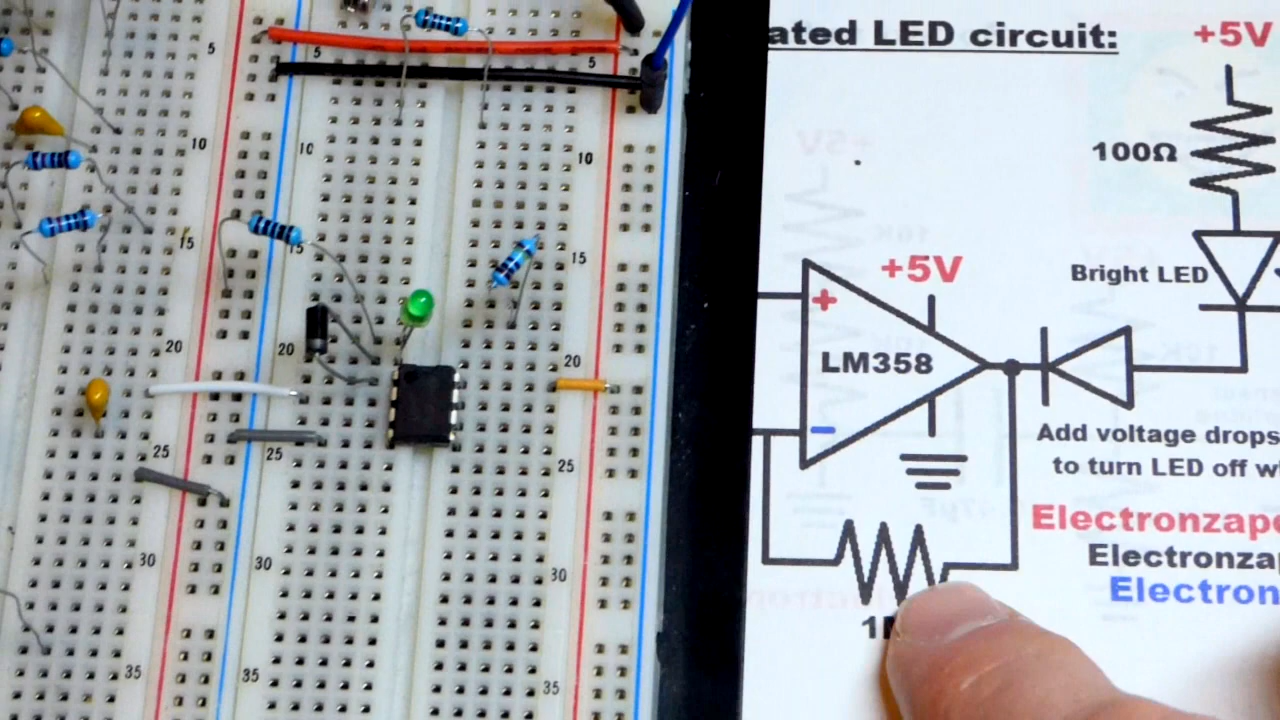 ated LED circuit:
+5V
100Ω
Bright LED
+5V
+
LM358
-
Add voltage drops
to turn LED off w
Electronzap
Electronza
Electron
1
5
5
5
10
10
10
15
15
15
20
20
20
25
25
25
30
30
30
35
35
35